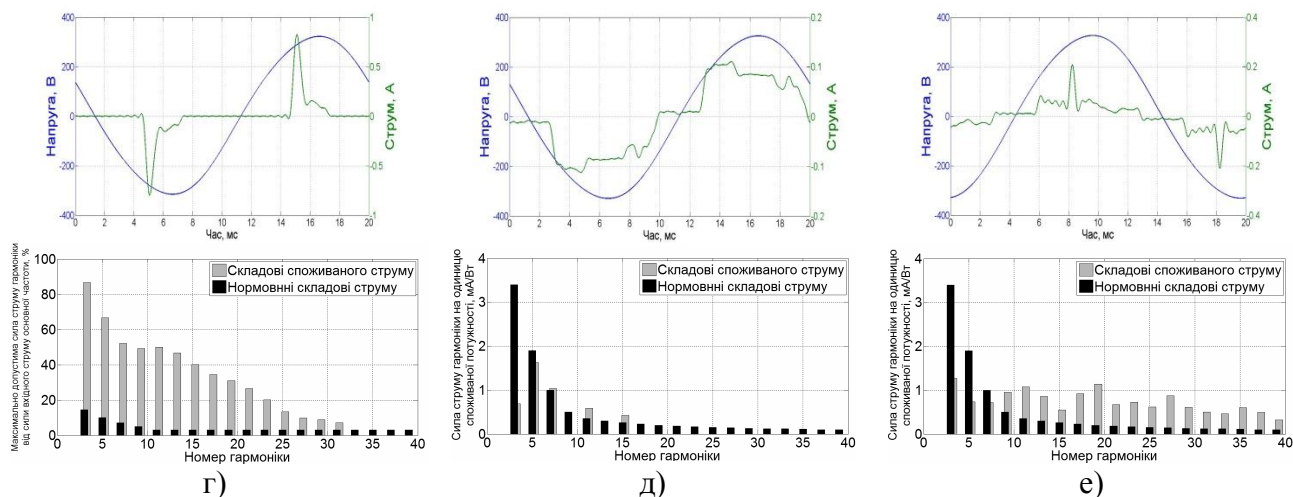 400
200
0
-200
-400
Напруга, В
1
0.5
0
-0.5
-1
Струм, А
0 2 4 6 8 10 12 14 16 18 20
Час, мс
400
200
0
-200
-400
Напруга, В
0.2
0.1
0
-0.1
0.2
Струм, А
0 2 4 6 8 10 12 14 16 18 20
Час, мс
400
200
0
-200
-400
Напруга, В
0.4
0.2
0
-0.2
-0.4
Струм, А
0 2 4 6 8 10 12 14 16 18 20
Час, мс
Максимально допустима сила струму гармоніки
від сили вхідного струму основної частоти, %
100
80
60
40
20
0
Складові споживаного струму
Нормовнні складові струму
0 5 10 15 20 25 30 35 40
Номер гармоніки
г)
Сила струму гармоніки на одиницю
споживаної потужності, мА/Вт
4
3
2
1
0
Складові споживаного струму
Нормовнні складові струму
0 5 10 15 20 25 30 35 40
Номер гармоніки
д)
Сила струму гармоніки на одиницю
споживаної потужності, мА/Вт
4
3
2
1
0
Складові споживаного струму
Нормовнні складові струму
0 5 10 15 20 25 30 35 40
Номер гармоніки
е)